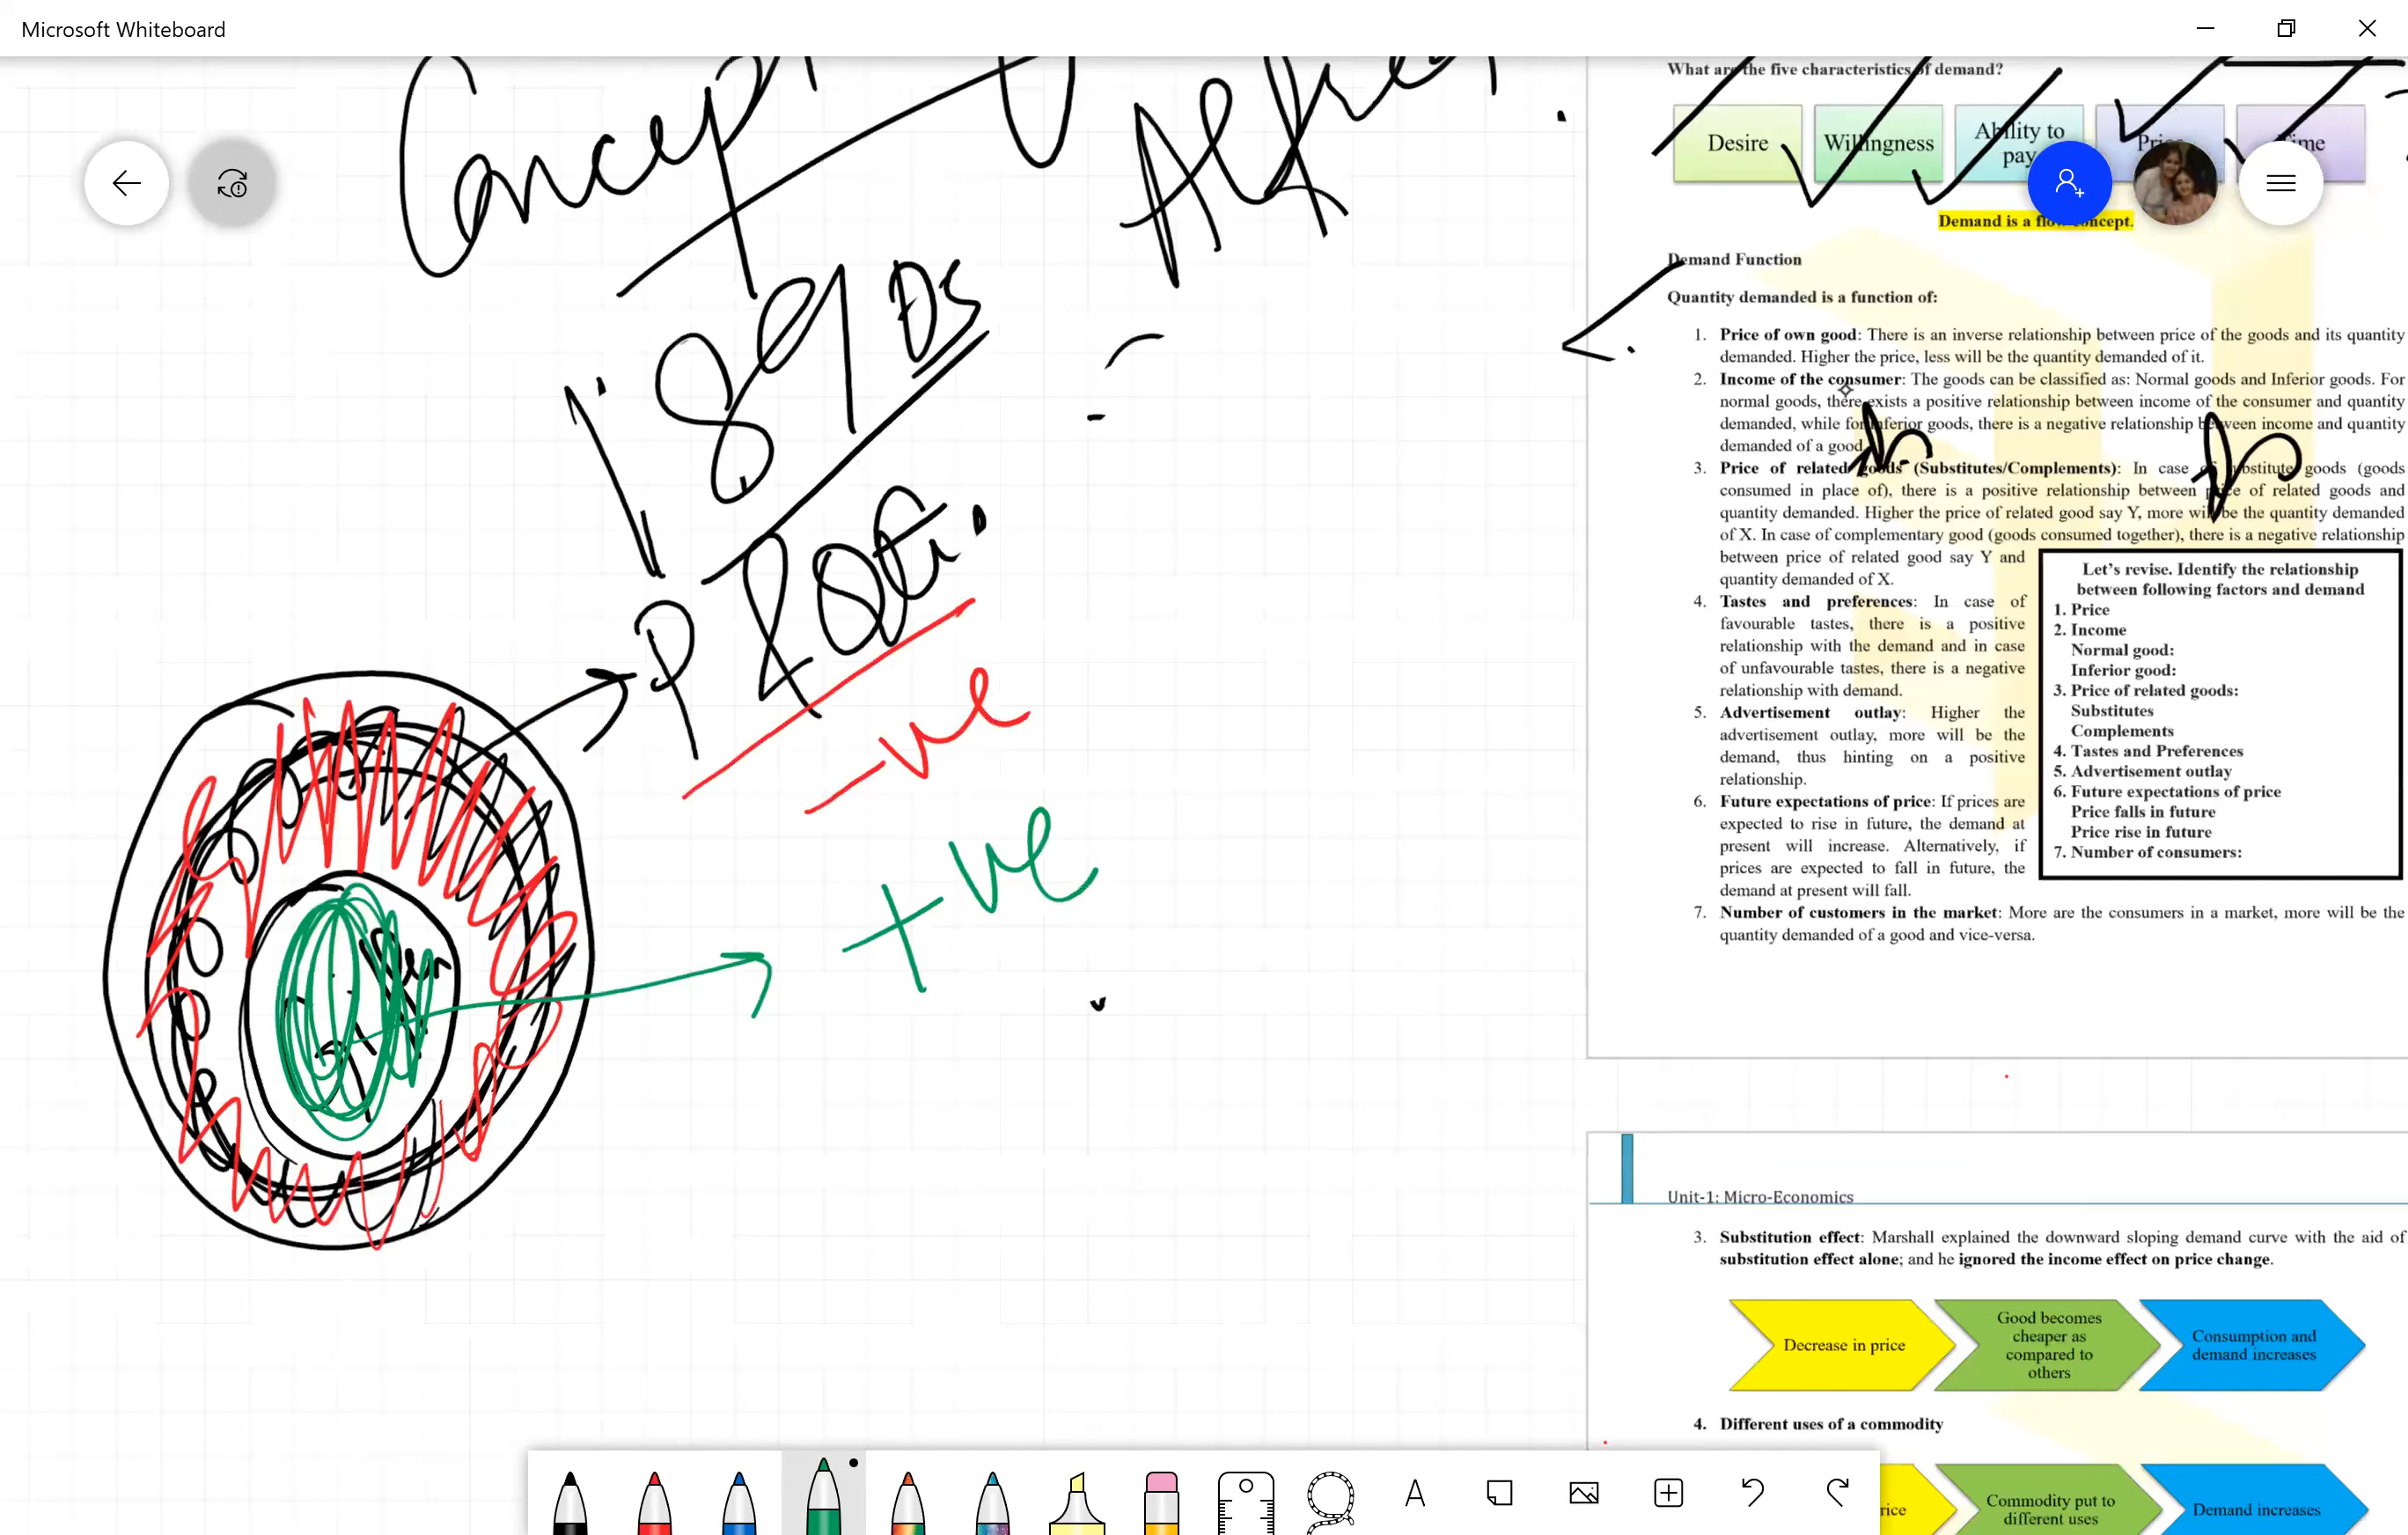 Microsoft Whiteboard
Concept
-ve
+ve
What are the five characteristics of demand?
Desire
Willingness
Ability to
pay
Demand is a flow concept.
Demand Function
Quantity demanded is a function of:
1. Price of own good: There is an inverse relationship between price of the goods and its quantity
demanded. Higher the price, less will be the quantity demanded of it.
2. Income of the consumer: The goods can be classified as: Normal goods and Inferior goods. For
normal goods, there exists a positive relationship between income of the consumer and quantity
demanded, while for inferior goods, there is a negative relationship between income and quantity
demanded of a good
3. Price of related goods (Substitutes/Complements): In case of substitute goods (goods
consumed in place of), there is a positive relationship between price of related goods and
quantity demanded. Higher the price of related good say Y, more will be the quantity demanded
of X. In case of complementary good (goods consumed together), there is a negative relationship
between price of related good say Y and
quantity demanded of X.
4. Tastes and preferences: In case of
favourable tastes, there is a positive
relationship with the demand and in case
of unfavourable tastes, there is a negative
relationship with demand.
5. Advertisement outlay: Higher the
advertisement outlay, more will be the
demand, thus hinting on a positive
relationship.
6. Future expectations of price: If prices are
expected to rise in future, the demand at
present will increase. Alternatively, if
prices are expected to fall in future, the
demand at present will fall.
7. Number of customers in the market: More are the consumers in a market, more will be the
quantity demanded of a good and vice-versa.
Let's revise. Identify the relationship
between following factors and demand
1. Price
2. Income
Normal good:
Inferior good:
3. Price of related goods:
Substitutes
Complements
4. Tastes and Preferences
5. Advertisement outlay
6. Future expectations of price
Price falls in future
Price rise in future
7. Number of consumers:
Unit-1: Micro-Economics
3. Substitution effect: Marshall explained the downward sloping demand curve with the aid of
substitution effect alone; and he ignored the income effect on price change.
Decrease in price
Good becomes
cheaper as
compared to
others
Consumption and
demand increases
4. Different uses of a commodity
rice
Commodity put to
different uses
Demand increases